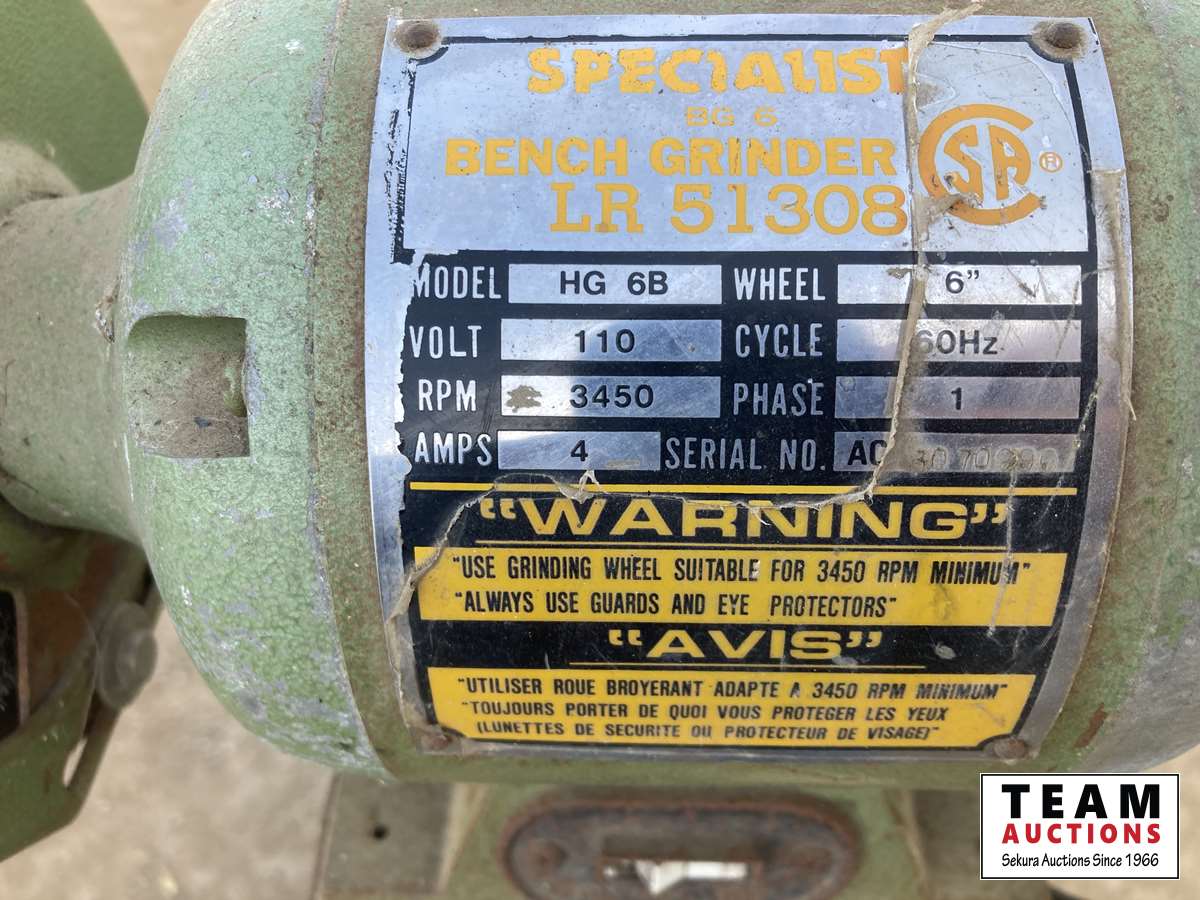 SPECIALIST
BG 6
BENCH GRINDER
LR 51308
CSA ®
MODEL HG 6B WHEEL 6”
VOLT 110 CYCLE 60Hz
RPM 3450 PHASE 1
AMPS 4 SERIAL NO.
“WARNING”
“USE GRINDING WHEEL SUITABLE FOR 3450 RPM MINIMUM”
“ALWAYS USE GUARDS AND EYE PROTECTORS”
“AVIS”
“UTILISER ROUE BROYERANT ADAPTE A 3450 RPM MINIMUM”
“TOUJOURS PORTER DE QUOI VOUS PROTEGER LES YEUX
(LUNETTES DE SECURITE OU PROTECTEUR DE VISAGE)”
TEAM
AUCTIONS
Sekura Auctions Since 1966